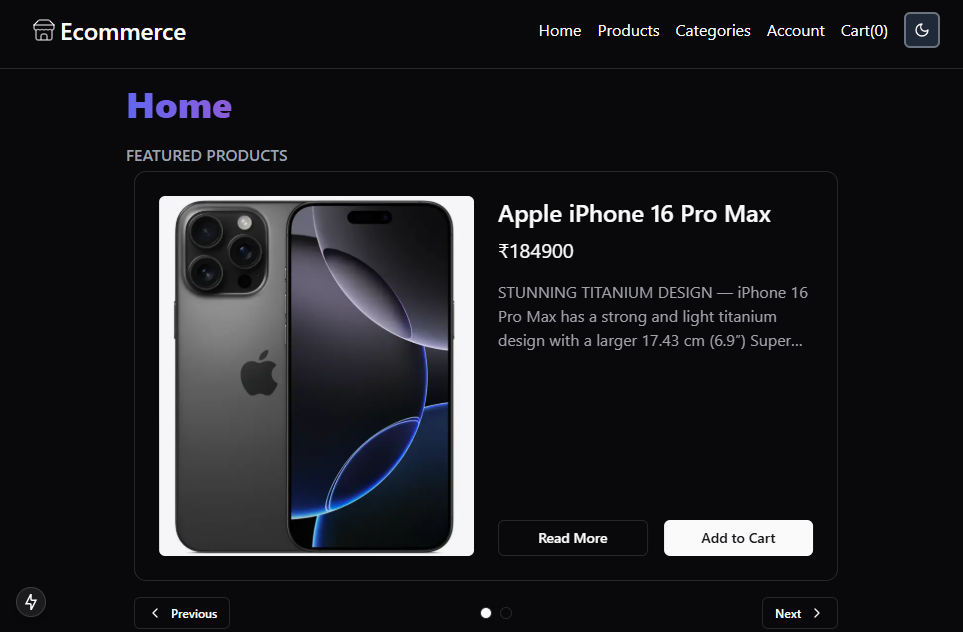 Ecommerce
Home
Products
Categories
Account
Cart(0)
Home
FEATURED PRODUCTS
Apple iPhone 16 Pro Max
₹184900
STUNNING TITANIUM DESIGN — iPhone 16
Pro Max has a strong and light titanium
design with a larger 17.43 cm (6.9″) Super...
Read More
Add to Cart
Previous
Next